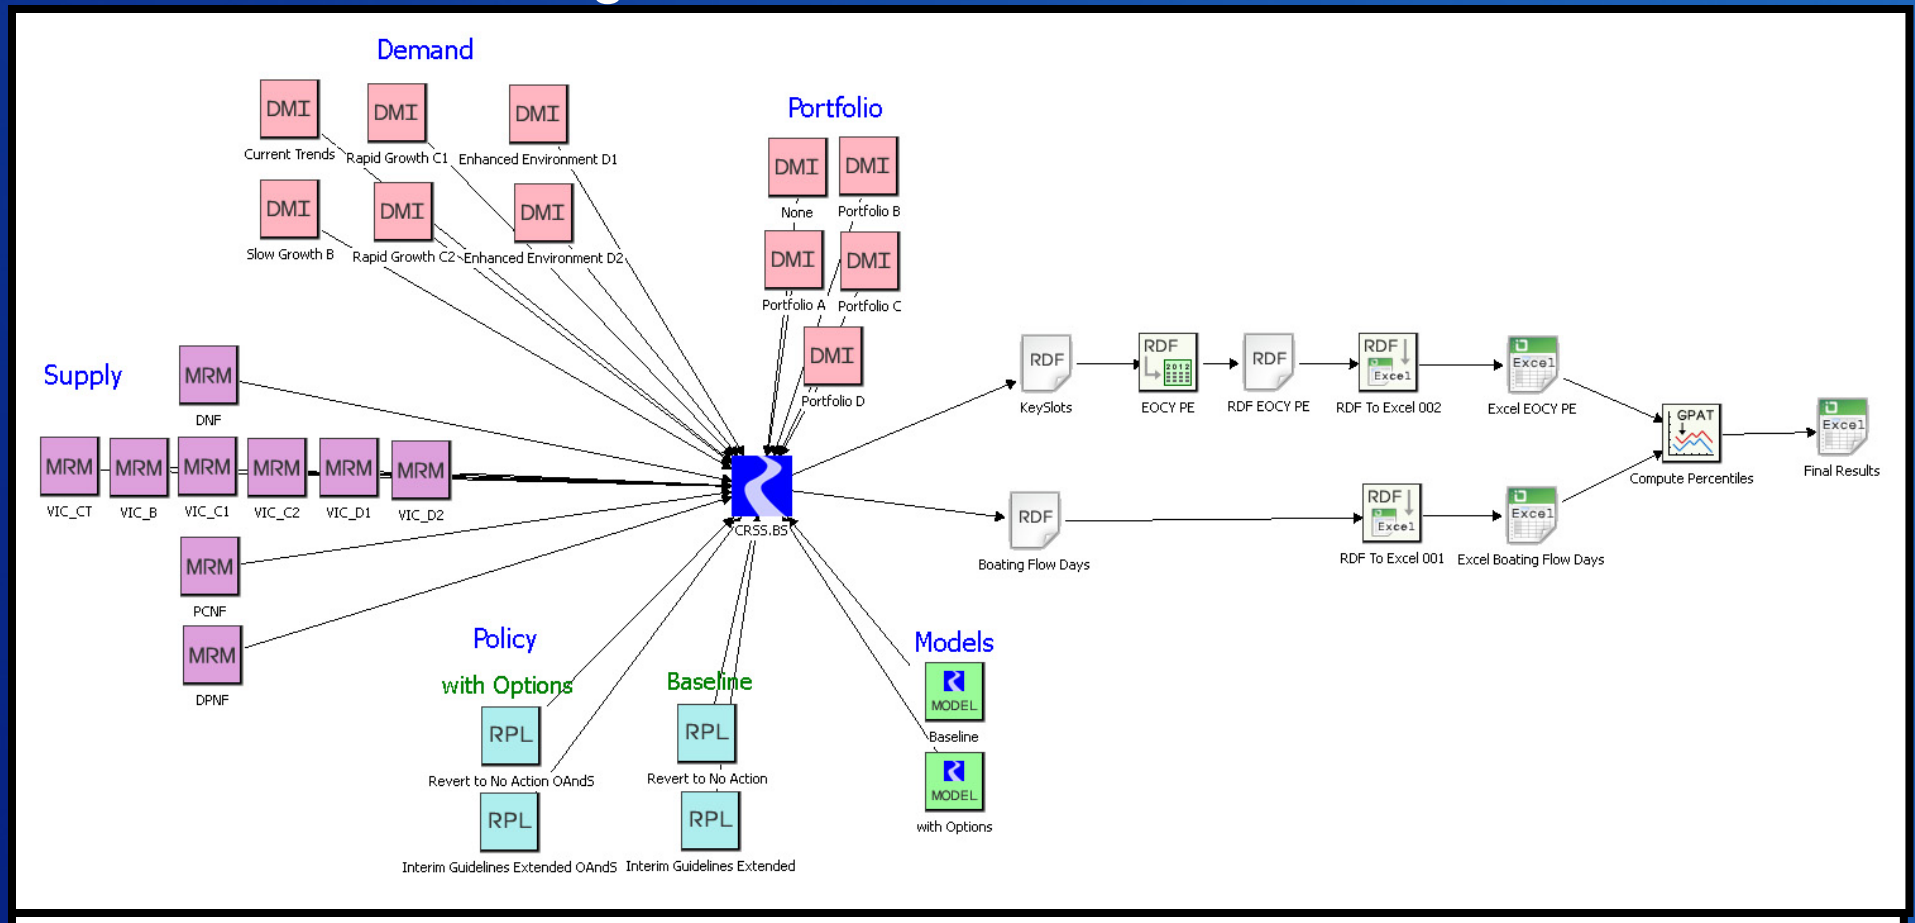 Demand
DMI
DMI
DMI
Current Trends
Rapid Growth C1
Enhanced Environment D1
DMI
DMI
DMI
Slow Growth B
Rapid Growth C2
Enhanced Environment D2
Portfolio
DMI
DMI
None
Portfolio B
DMI
DMI
Portfolio A
Portfolio C
DMI
Portfolio D
Supply
MRM
DNF
MRM
MRM
MRM
MRM
MRM
MRM
VIC_CT
VIC_B
VIC_C1
VIC_C2
VIC_D1
VIC_D2
MRM
PCNF
MRM
DPNF
CRSS.BS
RDF
KeySlots
RDF
2012
EOCY PE
RDF
RDF EOCY PE
RDF
Excel
RDF To Excel 002
Excel
Excel EOCY PE
RDF
Boating Flow Days
RDF
Excel
RDF To Excel 001
Excel
Excel Boating Flow Days
GPAT
Compute Percentiles
Excel
Final Results
Policy
with Options
Baseline
RPL
RPL
Revert to No Action OAndS
Revert to No Action
RPL
RPL
Interim Guidelines Extended OAndS
Interim Guidelines Extended
Models
MODEL
Baseline
MODEL
with Options